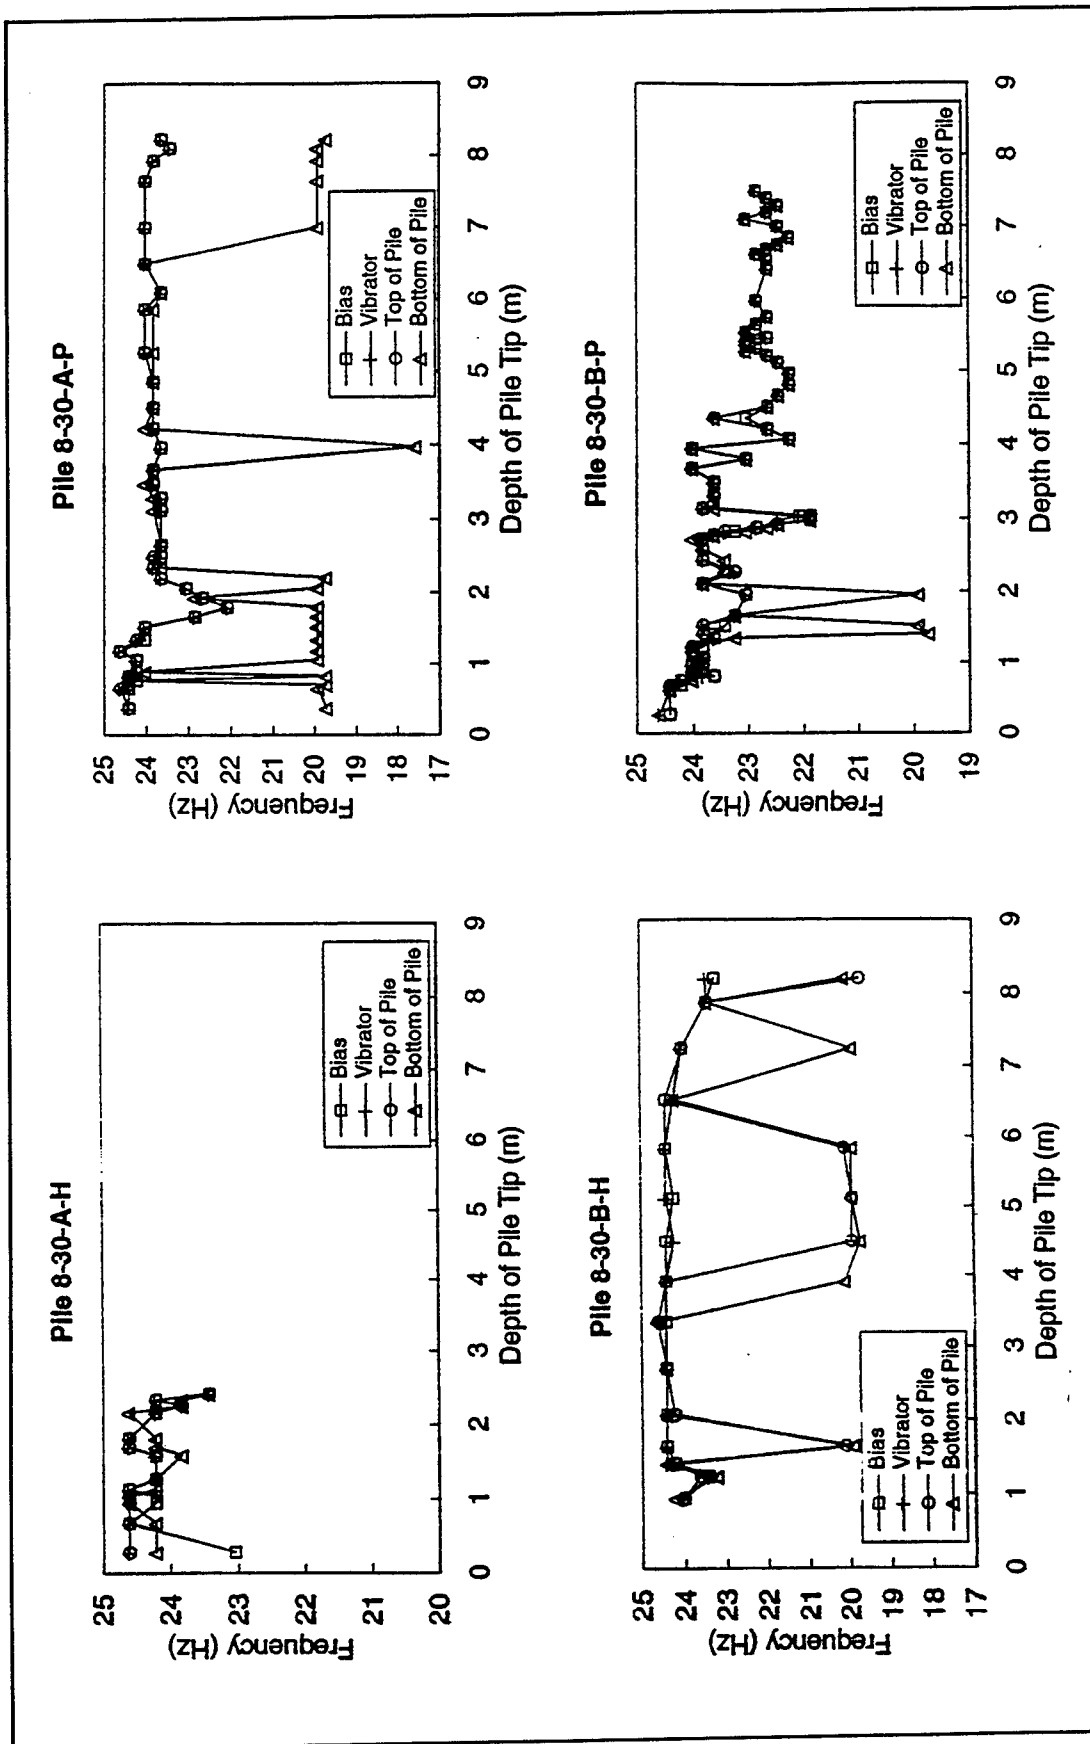 Pile 8-30-A-H
Frequency (Hz)
25
24
23
22
21
20
0 1 2 3 4 5 6 7 8 9
Depth of Pile Tip (m)
Bias
Vibrator
Top of Pile
Bottom of Pile
Pile 8-30-A-P
Frequency (Hz)
25
24
23
22
21
20
19
18
17
0 1 2 3 4 5 6 7 8 9
Depth of Pile Tip (m)
Bias
Vibrator
Top of Pile
Bottom of Pile
Pile 8-30-B-H
Frequency (Hz)
25
24
23
22
21
20
19
18
17
0 1 2 3 4 5 6 7 8 9
Depth of Pile Tip (m)
Bias
Vibrator
Top of Pile
Bottom of Pile
Pile 8-30-B-P
Frequency (Hz)
25
24
23
22
21
20
19
0 1 2 3 4 5 6 7 8 9
Depth of Pile Tip (m)
Bias
Vibrator
Top of Pile
Bottom of Pile